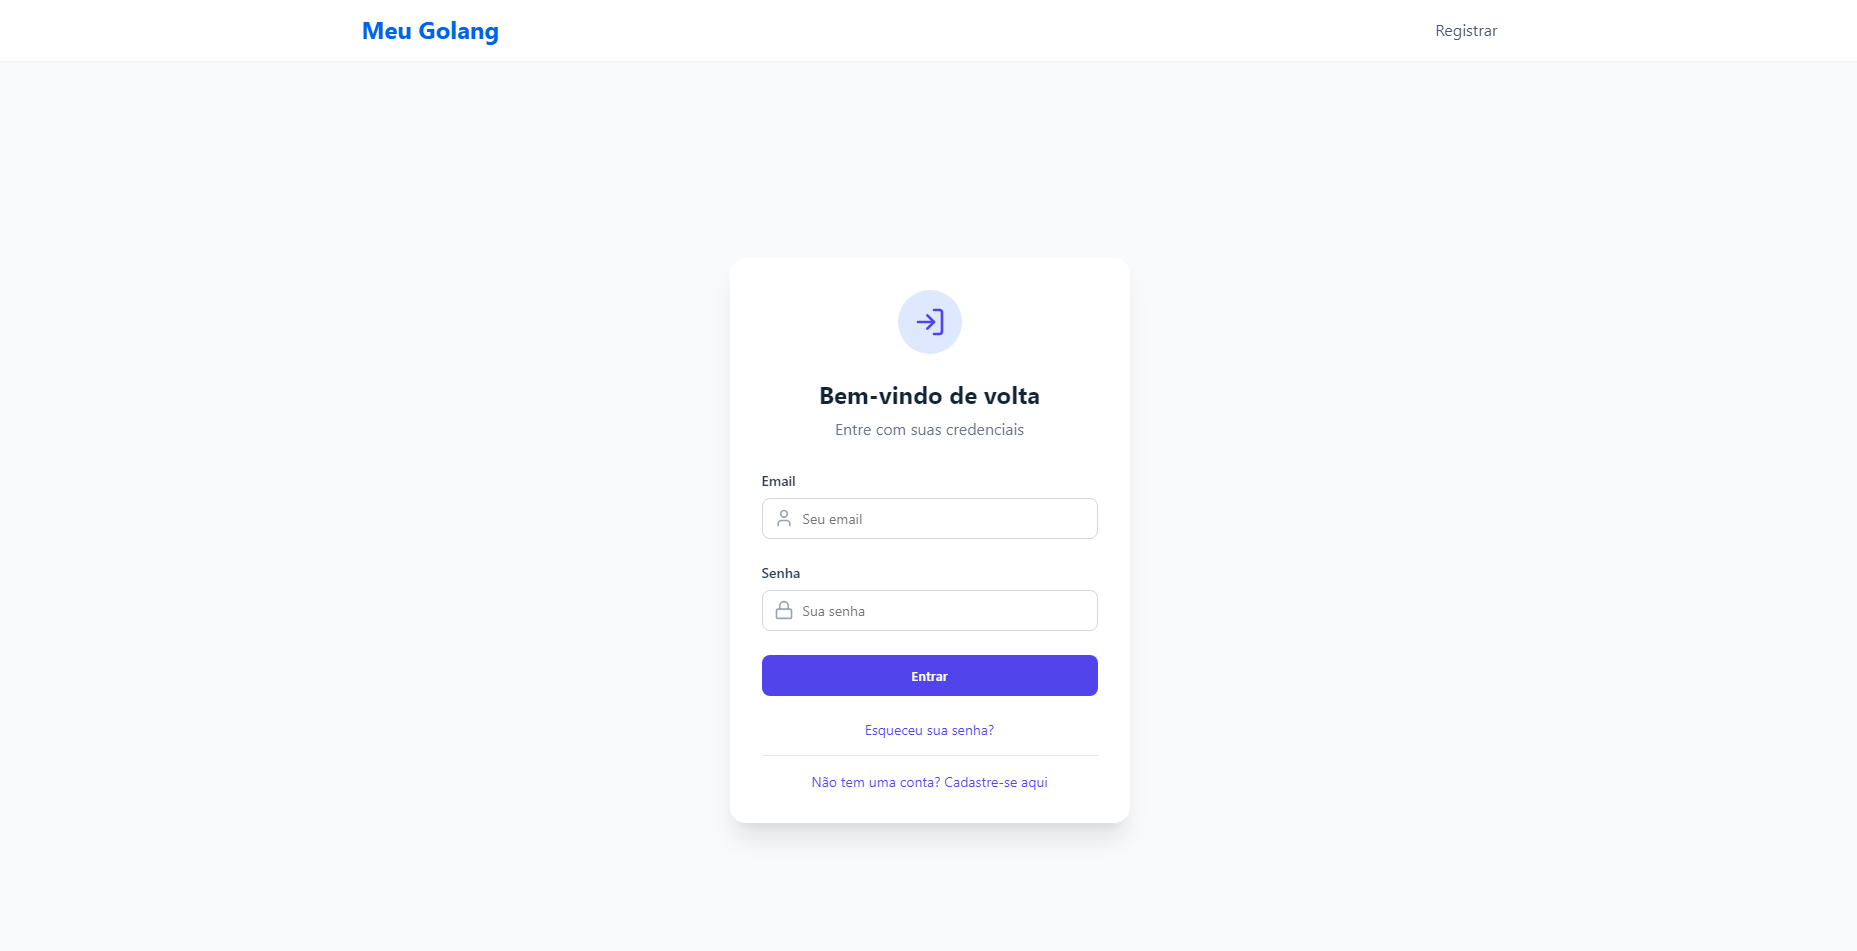 Meu Golang
Registrar
Bem-vindo de volta
Entre com suas credenciais
Email
Seu email
Senha
Sua senha
Entrar
Esqueceu sua senha?
Não tem uma conta? Cadastre-se aqui